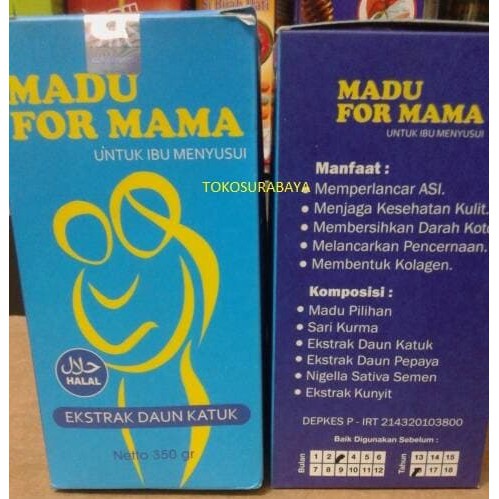 MADU
FOR MAMA
UNTUK IBU MENYUSUI
TOKOSURABAYA
حلال
HALAL
EKSTRAK DAUN KATUK
Netto 350 gr
MADU
FOR MAMA
UNTUK IBU MENYUSUI
Manfaat :
Memperlancar ASI.
Menjaga Kesehatan Kulit.
Membersihkan Darah Koto
Melancarkan Pencernaan.
Membentuk Kolagen.
Komposisi :
Madu Pilihan
Sari Kurma
Ekstrak Daun Katuk
Ekstrak Daun Pepaya
Nigella Sativa Semen
Ekstrak Kunyit
DEPKES P - IRT 214320103800
Baik Digunakan Sebelum :
Bulan 1 2 4 5 6 Tahun 13 14 15
7 8 9 10 11 12 17 18